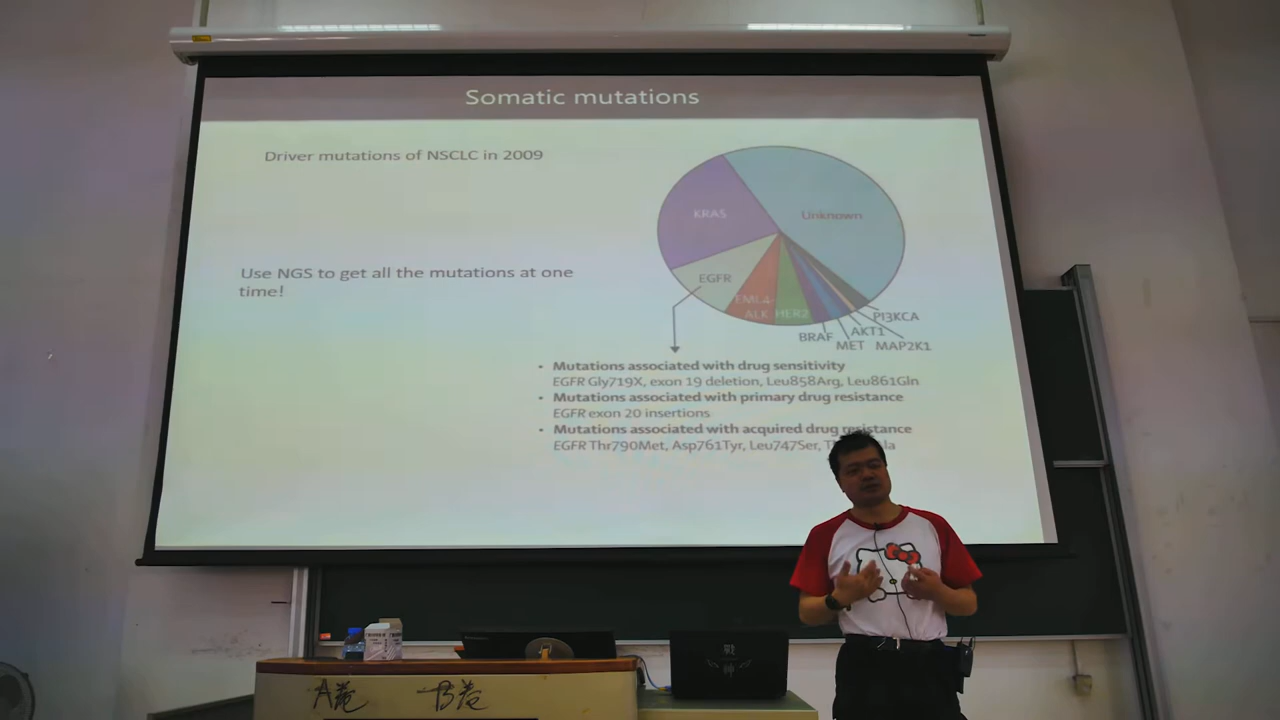 Somatic mutations
Driver mutations of NSCLC in 2009
Use NGS to get all the mutations at one
time!
KRAS
Unknown
EGFR
EML4-
ALK
HER2
BRAF
MET
AKT1
MAP2K1
PI3KCA
• Mutations associated with drug sensitivity
EGFR Gly719X, exon 19 deletion, Leu858Arg, Leu861Gln
• Mutations associated with primary drug resistance
EGFR exon 20 insertions
• Mutations associated with acquired drug resistance
EGFR Thr790Met, Asp761Tyr, Leu747Ser,
A卷 B卷
戰
神